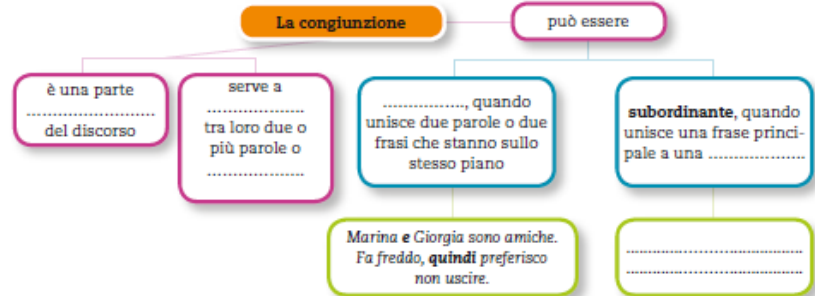 La congiunzione
può essere
è una parte
..........................
del discorso
serve a
....................
tra loro due o
più parole o
....................
................., quando
unisce due parole o due
frasi che stanno sullo
stesso piano
subordinante, quando
unisce una frase princi-
pale a una ....................
Marina e Giorgia sono amiche.
Fa freddo, quindi preferisco
non uscire.
........................................
........................................